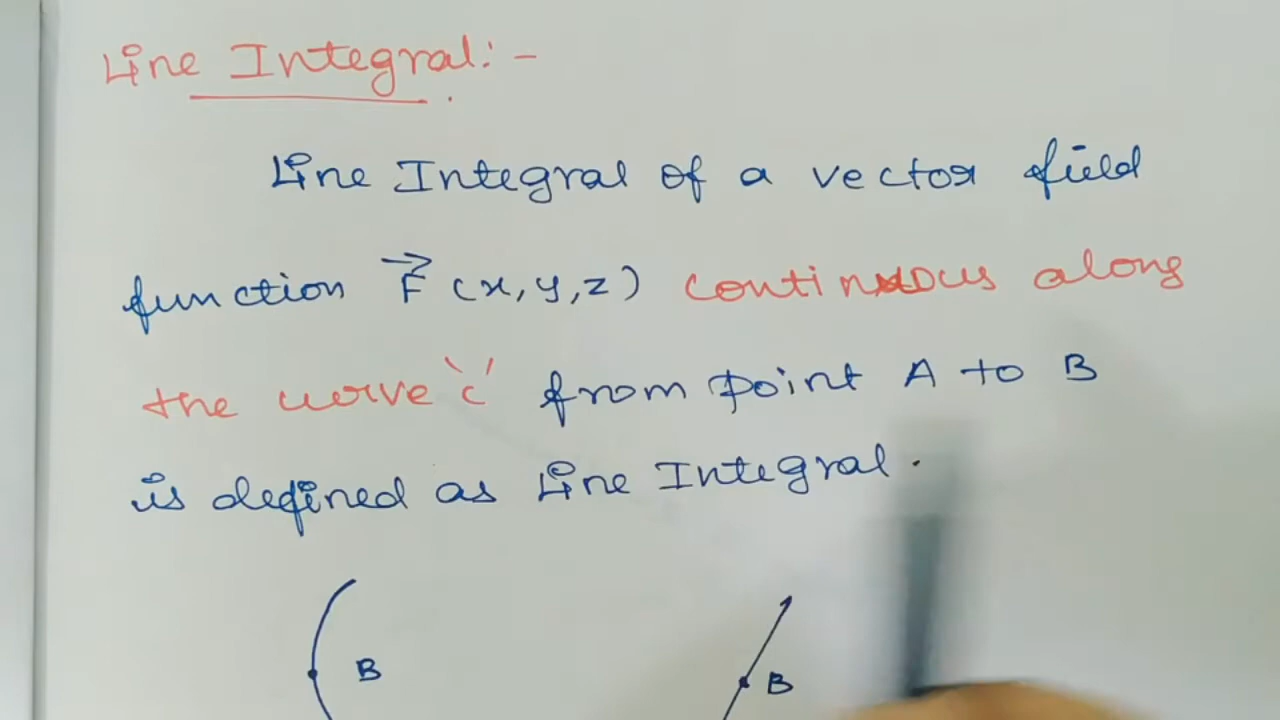 Line Integral:-
Line Integral of a vector field
function F⃗ (x,y,z) continuous along
the curve 'c' from point A to B
is defined as Line Integral.
B
B